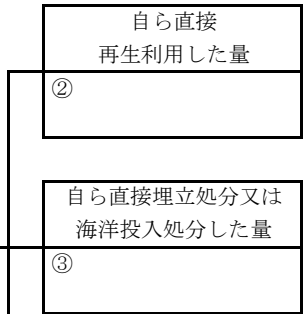 自ら直接
再生利用した量
②
自ら直接埋立処分又は
海洋投入処分した量
③